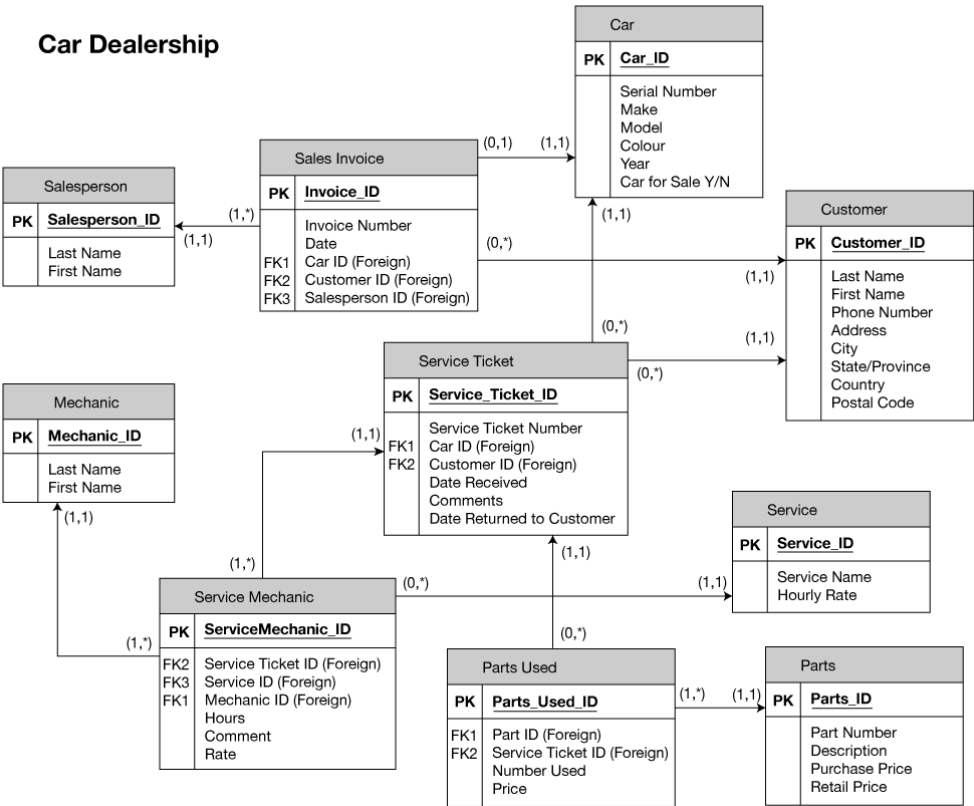 Car Dealership
Car
PK Car_ID
Serial Number
Make
Model
Colour
Year
Car for Sale Y/N
(0,1) (1,1)
Sales Invoice
PK Invoice_ID
Invoice Number
Date
FK1 Car ID (Foreign)
FK2 Customer ID (Foreign)
FK3 Salesperson ID (Foreign)
Salesperson
PK Salesperson_ID
Last Name
First Name
(1,*)
(1,1)
(1,1)
(0,*)
(1,1)
Customer
PK Customer_ID
Last Name
First Name
Phone Number
Address
City
State/Province
Country
Postal Code
(0,*)
(1,1)
(0,*)
Service Ticket
PK Service_Ticket_ID
Service Ticket Number
FK1 Car ID (Foreign)
FK2 Customer ID (Foreign)
Date Received
Comments
Date Returned to Customer
Mechanic
PK Mechanic_ID
Last Name
First Name
(1,1)
(1,1)
(1,1)
Service
PK Service_ID
Service Name
Hourly Rate
(1,*)
(0,*)
(1,1)
Service Mechanic
PK ServiceMechanic_ID
FK2 Service Ticket ID (Foreign)
FK3 Service ID (Foreign)
FK1 Mechanic ID (Foreign)
Hours
Comment
Rate
(1,*)
(0,*)
Parts Used
PK Parts_Used_ID
FK1 Part ID (Foreign)
FK2 Service Ticket ID (Foreign)
Number Used
Price
(1,*) (1,1)
Parts
PK Parts_ID
Part Number
Description
Purchase Price
Retail Price